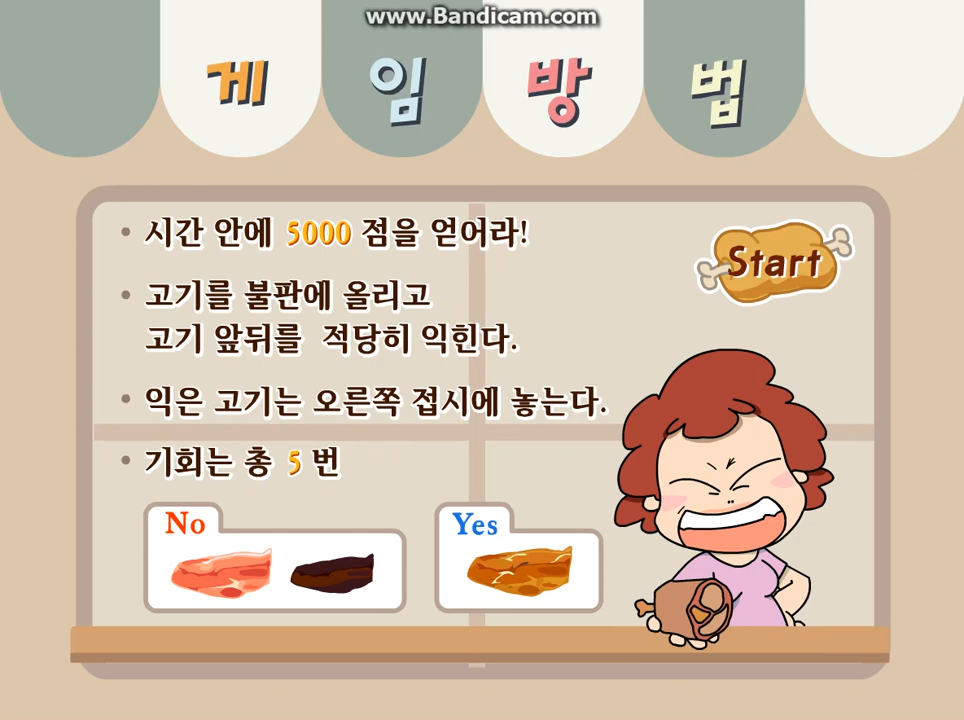 www.Bandicam.com
게임방법
시간 안에 5000 점을 얻어라!
Start
고기를 불판에 올리고
고기 앞뒤를 적당히 익힌다.
익은 고기는 오른쪽 접시에 놓는다.
기회는 총 5 번
No
Yes